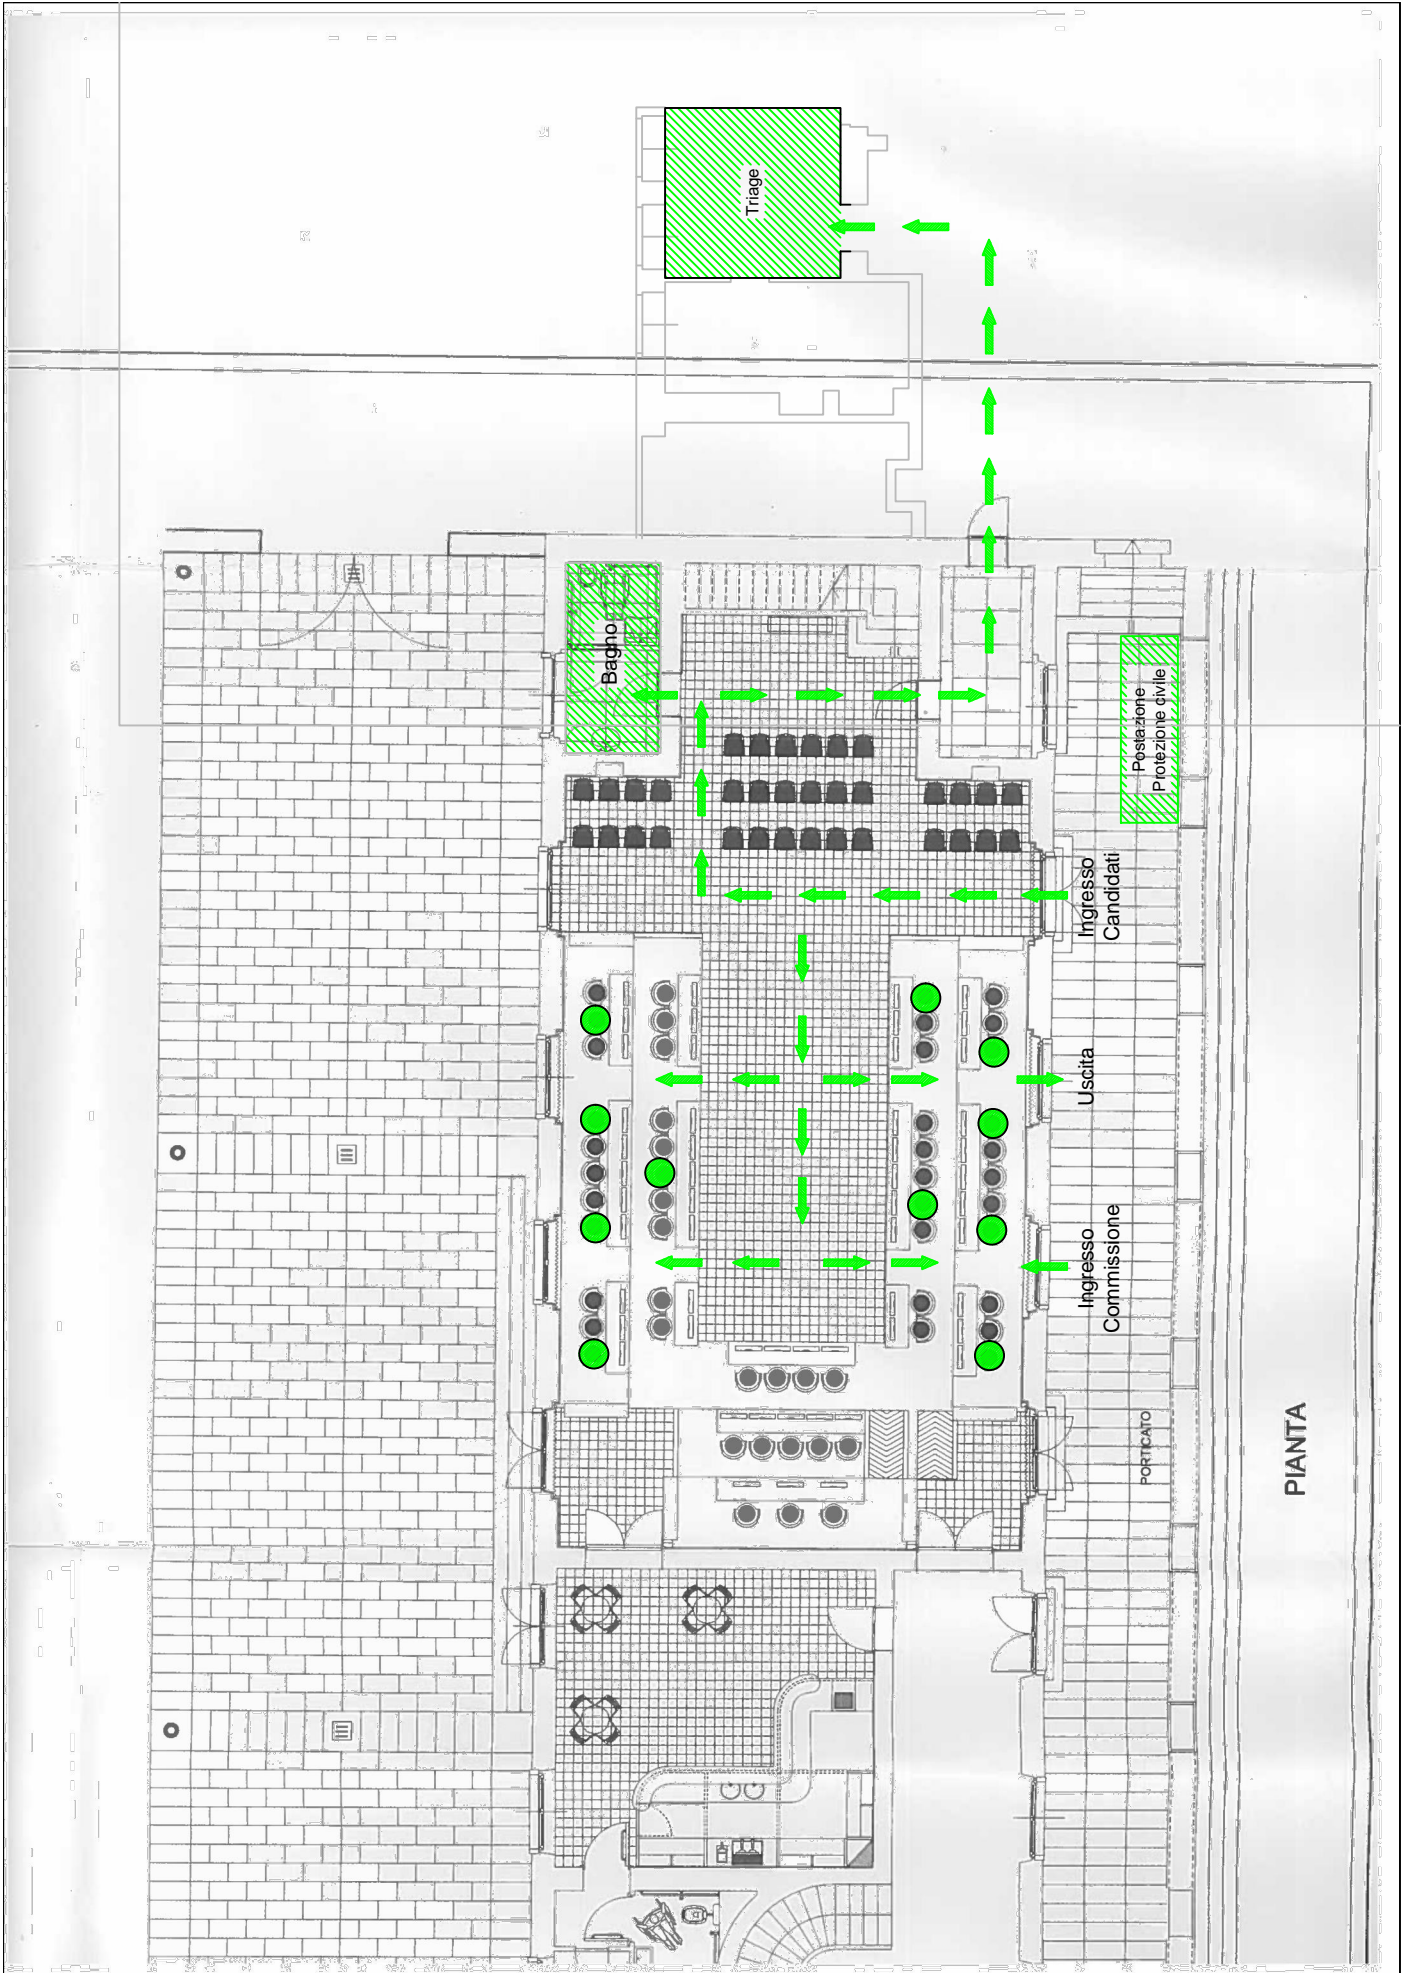 Triage
Bagno
Postazione
Protezione civile
Ingresso
Candidati
Uscita
Ingresso
Commissione
PORTICATO
PIANTA